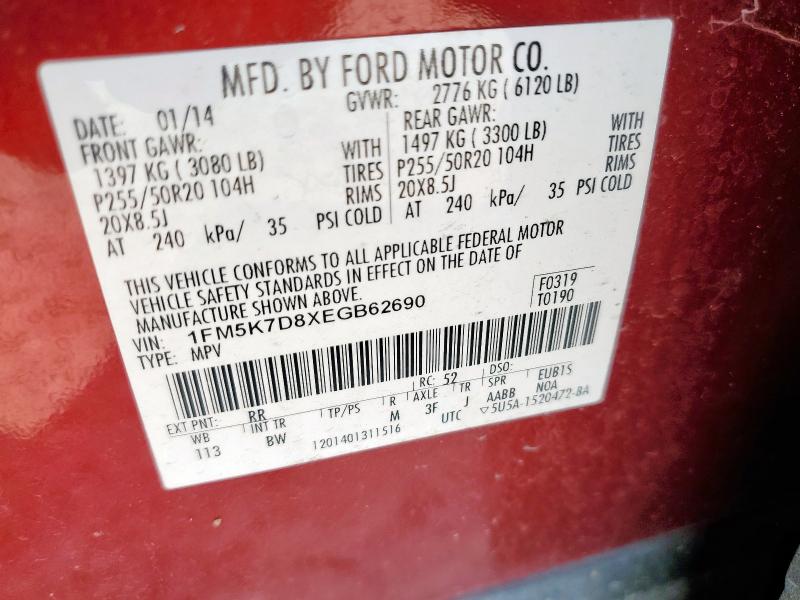 MFD. BY FORD MOTOR CO.
DATE: 01/14 GVWR: 2776 KG ( 6120 LB)
FRONT GAWR: REAR GAWR:
1397 KG ( 3080 LB) WITH 1497 KG ( 3300 LB) WITH
P255/50R20 104H TIRES P255/50R20 104H TIRES
20X8.5J RIMS 20X8.5J RIMS
AT 240 kPa/ 35 PSI COLD AT 240 kPa/ 35 PSI COLD
THIS VEHICLE CONFORMS TO ALL APPLICABLE FEDERAL MOTOR
VEHICLE SAFETY STANDARDS IN EFFECT ON THE DATE OF
MANUFACTURE SHOWN ABOVE.
F0319
T0190
VIN: 1FM5K7D8XEGB62690
TYPE: MPV
EXT PNT: RR RC: 52 DSO:
WB INT TR TP/PS R AXLE TR SPR EUB1S
113 BW M 3F J AABB N0A
1201401311516 UTC ▽5U5A-1520472-BA